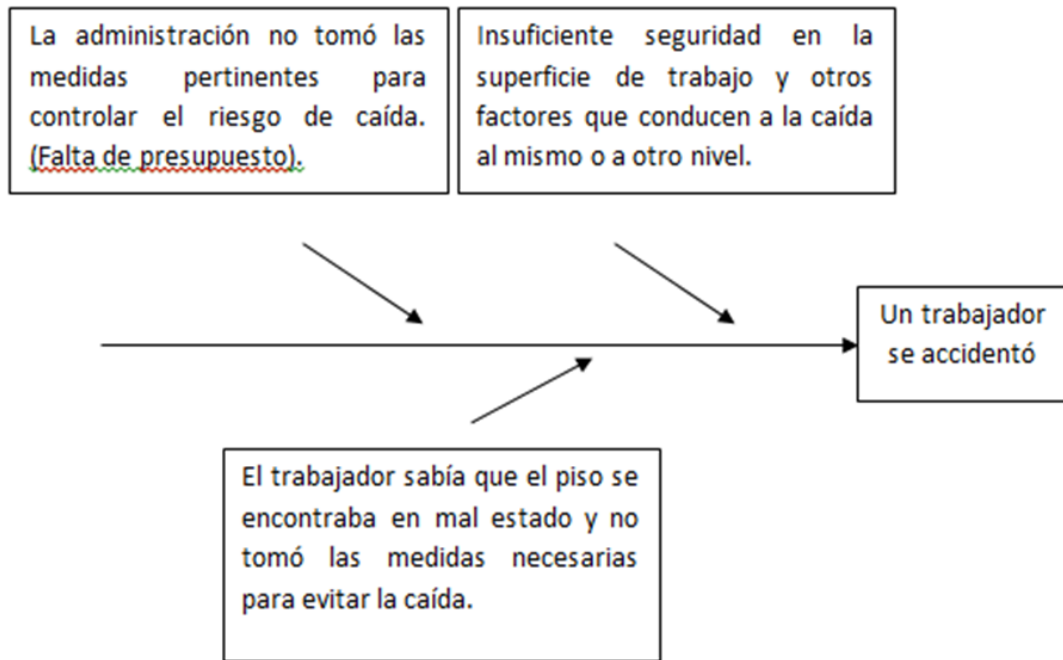 La administración no tomó las
medidas pertinentes para
controlar el riesgo de caída.
(Falta de presupuesto).
Insuficiente seguridad en la
superficie de trabajo y otros
factores que conducen a la caída
al mismo o a otro nivel.
Un trabajador
se accidentó
El trabajador sabía que el piso se
encontraba en mal estado y no
tomó las medidas necesarias
para evitar la caída.